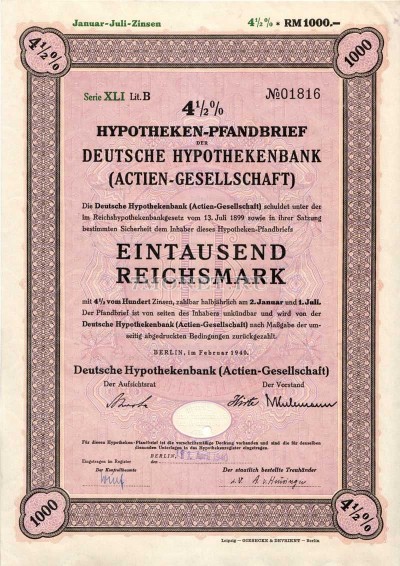 Januar-Juli-Zinsen 4½% * RM 1000.—
4½% 1000
Serie XLI Lit. B №01816
4½%
HYPOTHEKEN-PFANDBRIEF
DER
DEUTSCHE HYPOTHEKENBANK
(ACTIEN-GESELLSCHAFT)
Die Deutsche Hypothekenbank (Actien-Gesellschaft) schuldet unter der
im Reichshypothekenbankgesetz vom 13. Juli 1899 sowie in ihrer Satzung
bestimmten Sicherheit dem Inhaber dieses Hypotheken-Pfandbriefs
EINTAUSEND
REICHSMARK
mit 4½ vom Hundert Zinsen, zahlbar halbjährlich am 2. Januar und 1. Juli.
Der Pfandbrief ist von seiten des Inhabers unkündbar und wird von der
Deutsche Hypothekenbank (Actien-Gesellschaft) nach Maßgabe der um-
seitig abgedruckten Bedingungen zurückgezahlt.
BERLIN, im Februar 1940.
Deutsche Hypothekenbank (Actien-Gesellschaft)
Der Aufsichtsrat Der Vorstand
Für diesen Hypotheken-Pfandbrief ist die vorschriftsmäßige Deckung vorhanden und sind die für denselben
dienenden Unterlagen in das Hypothekenregister eingetragen.
Eingetragen im Register BERLIN,
Der Kontrollbeamte den Der staatlich bestellte Treuhänder
1000 4½%
Leipzig — GIESECKE & DEVRIENT — Berlin